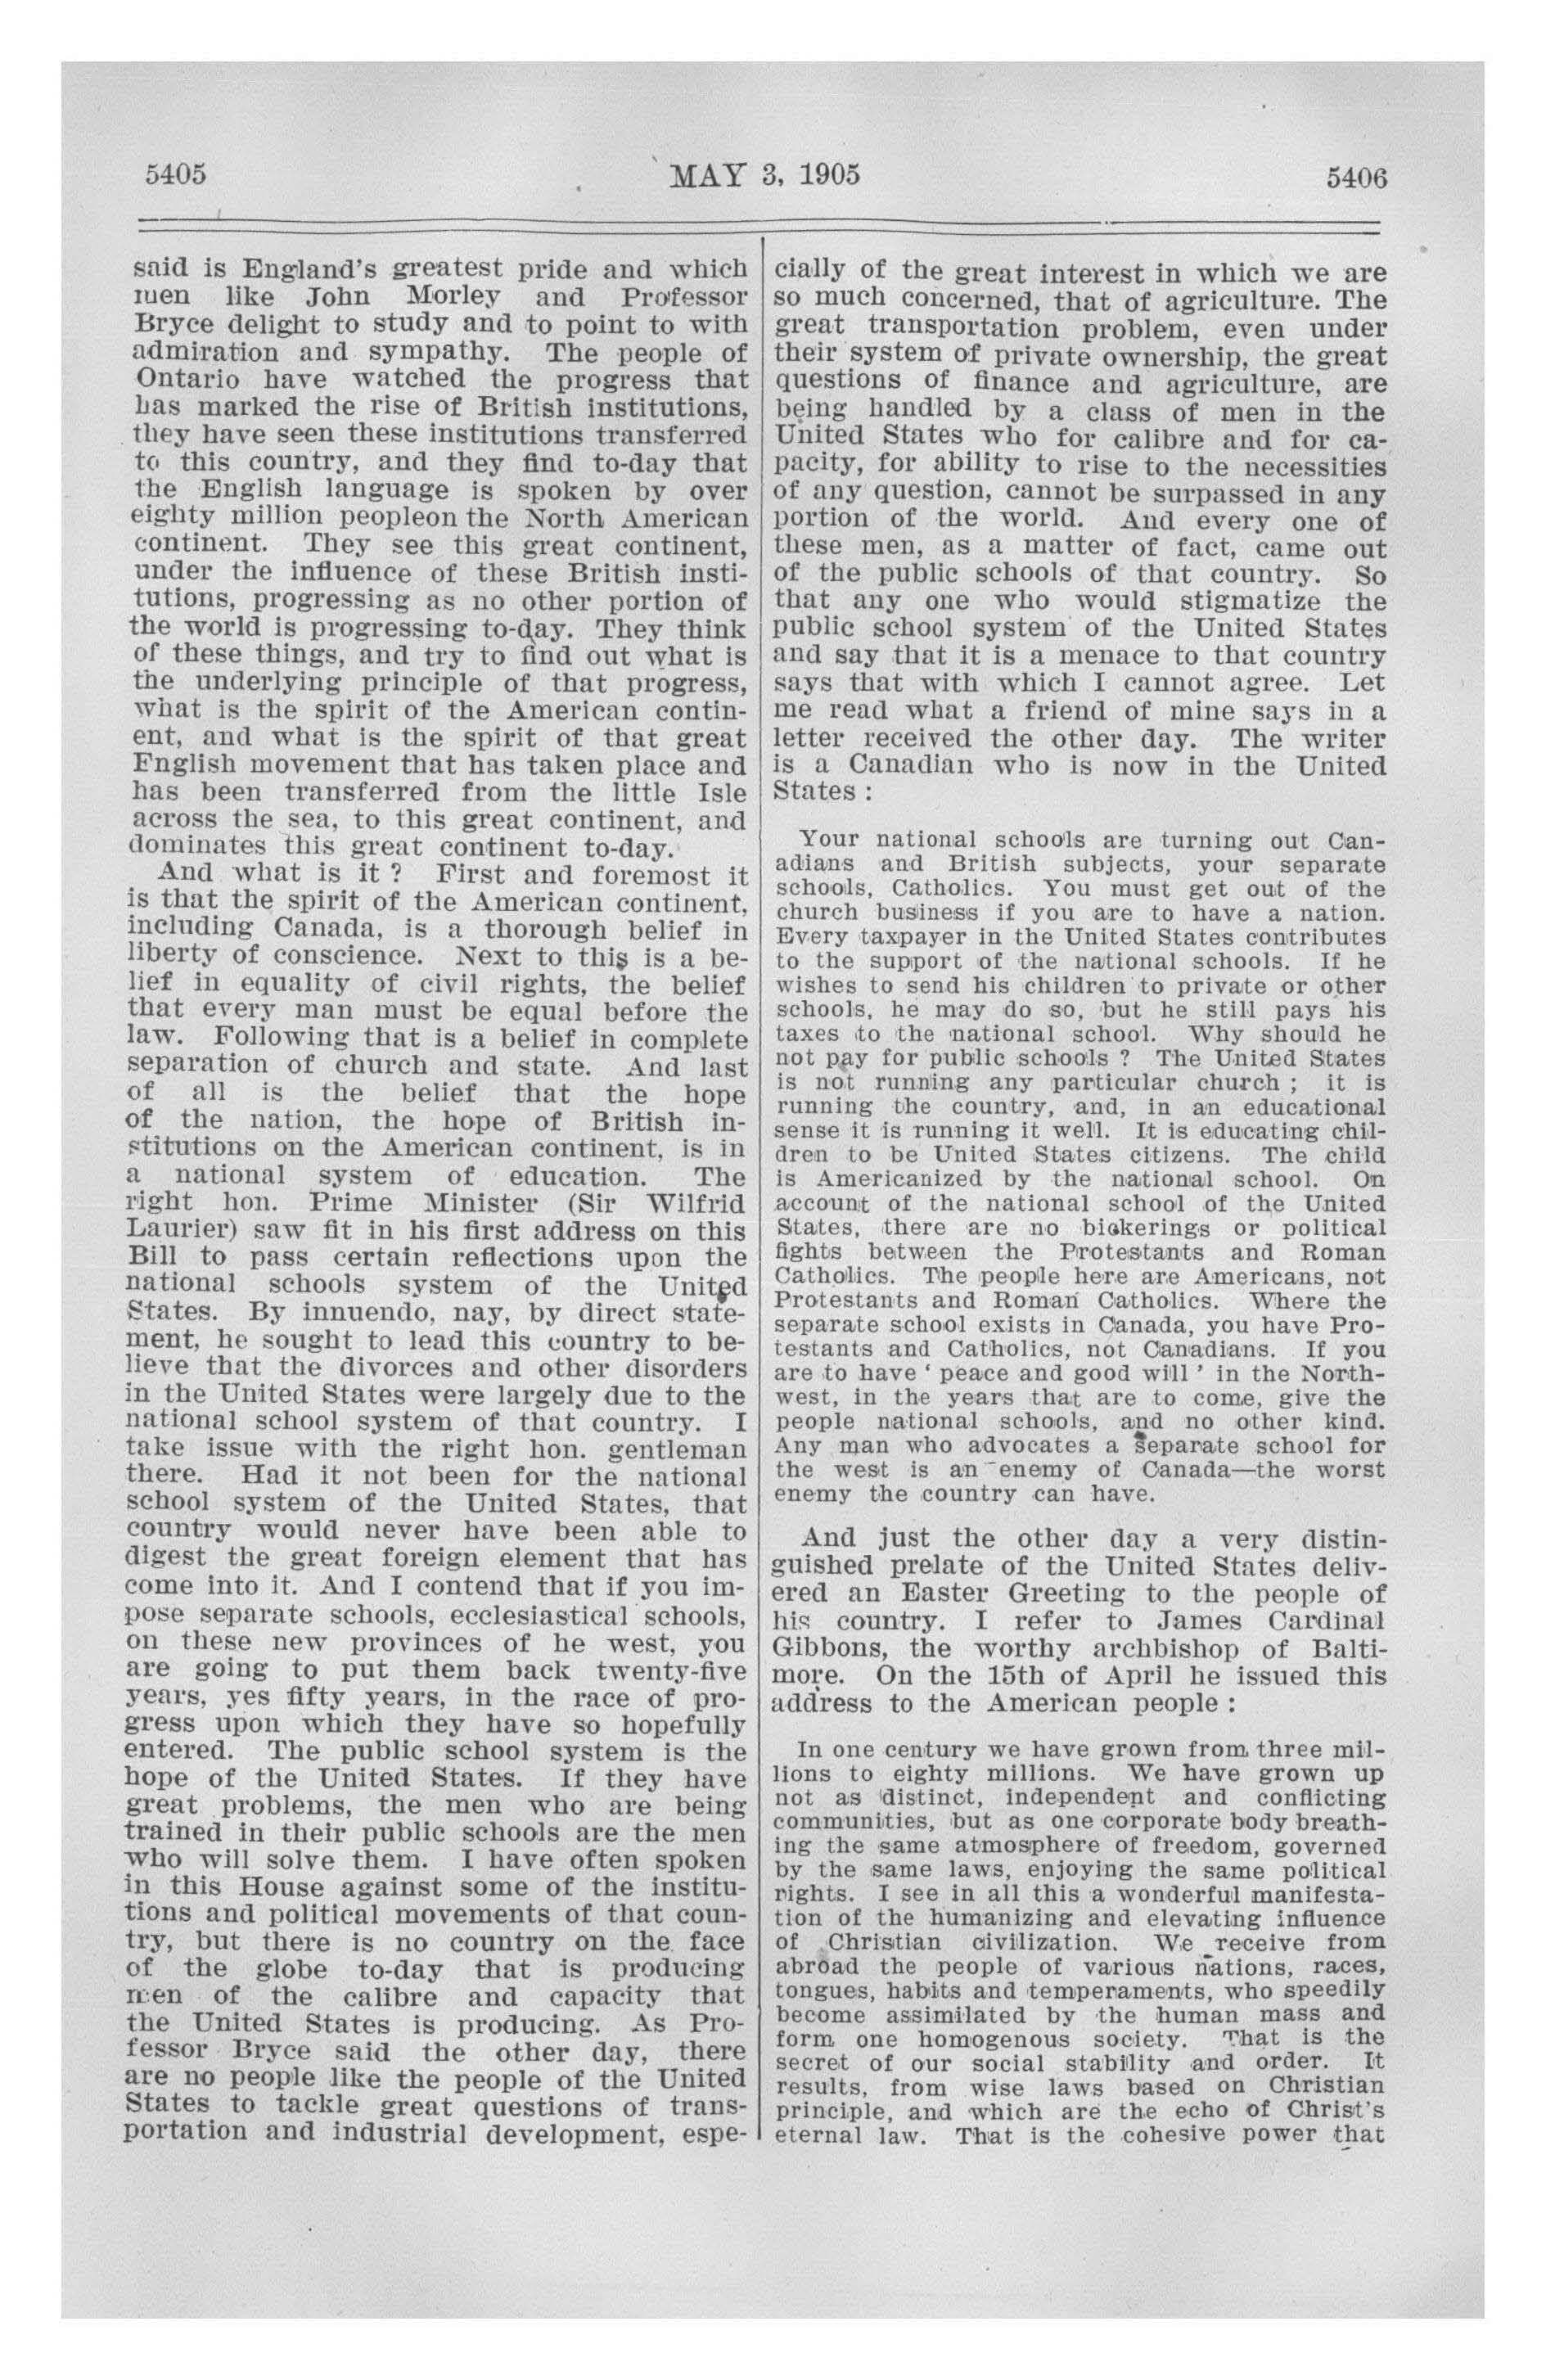 5405
MAY 3, 1905
5406
said is England's greatest pride and which
men like John Morley and Professor
Bryce delight to study and to point to with
admiration and sympathy. The people of
Ontario have watched the progress that
has marked the rise of British institutions,
they have seen these institutions transferred
to this country, and they find to-day that
the English language is spoken by over
eighty million peopleon the North American
continent. They see this great continent,
under the influence of these British insti-
tutions, progressing as no other portion of
the world is progressing to-day. They think
of these things, and try to find out what is
the underlying principle of that progress,
what is the spirit of the American contin-
ent, and what is the spirit of that great
English movement that has taken place and
has been transferred from the little Isle
across the sea, to this great continent, and
dominates this great continent to-day.
And what is it ? First and foremost it
is that the spirit of the American continent,
including Canada, is a thorough belief in
liberty of conscience. Next to this is a be-
lief in equality of civil rights, the belief
that every man must be equal before the
law. Following that is a belief in complete
separation of church and state. And last
of all is the belief that the hope
of the nation, the hope of British in-
stitutions on the American continent, is in
a national system of education. The
right hon. Prime Minister (Sir Wilfrid
Laurier) saw fit in his first address on this
Bill to pass certain reflections upon the
national schools system of the United
States. By innuendo, nay, by direct state-
ment, he sought to lead this country to be-
lieve that the divorces and other disorders
in the United States were largely due to the
national school system of that country. I
take issue with the right hon. gentleman
there. Had it not been for the national
school system of the United States, that
country would never have been able to
digest the great foreign element that has
come into it. And I contend that if you im-
pose separate schools, ecclesiastical schools,
on these new provinces of he west, you
are going to put them back twenty-five
years, yes fifty years, in the race of pro-
gress upon which they have so hopefully
entered. The public school system is the
hope of the United States. If they have
great problems, the men who are being
trained in their public schools are the men
who will solve them. I have often spoken
in this House against some of the institu-
tions and political movements of that coun-
try, but there is no country on the face
of the globe to-day that is producing
men of the calibre and capacity that
the United States is producing. As Pro-
fessor Bryce said the other day, there
are no people like the people of the United
States to tackle great questions of trans-
portation and industrial development, espe-
cially of the great interest in which we are
so much concerned, that of agriculture. The
great transportation problem, even under
their system of private ownership, the great
questions of finance and agriculture, are
being handled by a class of men in the
United States who for calibre and for ca-
pacity, for ability to rise to the necessities
of any question, cannot be surpassed in any
portion of the world. And every one of
these men, as a matter of fact, came out
of the public schools of that country. So
that any one who would stigmatize the
public school system of the United States
and say that it is a menace to that country
says that with which I cannot agree. Let
me read what a friend of mine says in a
letter received the other day. The writer
is a Canadian who is now in the United
States :
Your national schools are turning out Can-
adians and British subjects, your separate
schools, Catholics. You must get out of the
church business if you are to have a nation.
Every taxpayer in the United States contributes
to the support of the national schools. If he
wishes to send his children to private or other
schools, he may do so, but he still pays his
taxes to the national school. Why should he
not pay for public schools ? The United States
is not running any particular church ; it is
running the country, and, in an educational
sense it is running it well. It is educating chil-
dren to be United States citizens. The child
is Americanized by the national school. On
account of the national school of the United
States, there are no bickerings or political
fights between the Protestants and Roman
Catholics. The people here are Americans, not
Protestants and Roman Catholics. Where the
separate school exists in Canada, you have Pro-
testants and Catholics, not Canadians. If you
are to have ‘ peace and good will ’ in the North-
west, in the years that are to come, give the
people national schools, and no other kind.
Any man who advocates a separate school for
the west is an enemy of Canada—the worst
enemy the country can have.
And just the other day a very distin-
guished prelate of the United States deliv-
ered an Easter Greeting to the people of
his country. I refer to James Cardinal
Gibbons, the worthy archbishop of Balti-
more. On the 15th of April he issued this
address to the American people :
In one century we have grown from three mil-
lions to eighty millions. We have grown up
not as distinct, independent and conflicting
communities, but as one corporate body breath-
ing the same atmosphere of freedom, governed
by the same laws, enjoying the same political
rights. I see in all this a wonderful manifesta-
tion of the humanizing and elevating influence
of Christian civilization. We receive from
abroad the people of various nations, races,
tongues, habits and temperaments, who speedily
become assimilated by the human mass and
form one homogenous society. That is the
secret of our social stability and order. It
results, from wise laws based on Christian
principle, and which are the echo of Christ's
eternal law. That is the cohesive power that